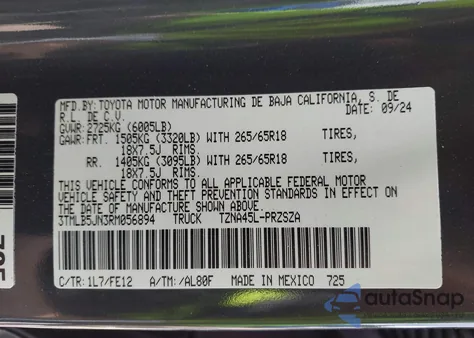 MFD.BY: TOYOTA MOTOR MANUFACTURING DE BAJA CALIFORNIA, S. DE
R.L. DE C.V. DATE: 09/24
GVWR: 2725KG (6005LB)
GAWR: FRT. 1505KG (3320LB) WITH 265/65R18 TIRES,
18X7.5J RIMS.
RR. 1405KG (3095LB) WITH 265/65R18 TIRES,
18X7.5J RIMS.
THIS VEHICLE CONFORMS TO ALL APPLICABLE FEDERAL MOTOR
VEHICLE SAFETY AND THEFT PREVENTION STANDARDS IN EFFECT ON
THE DATE OF MANUFACTURE SHOWN ABOVE.
3TMLB5JN3RM056894 TRUCK TZNA45L-PRZSZA
C/TR: 1L7/FE12 A/TM: /AL80F MADE IN MEXICO 725
autoSnap